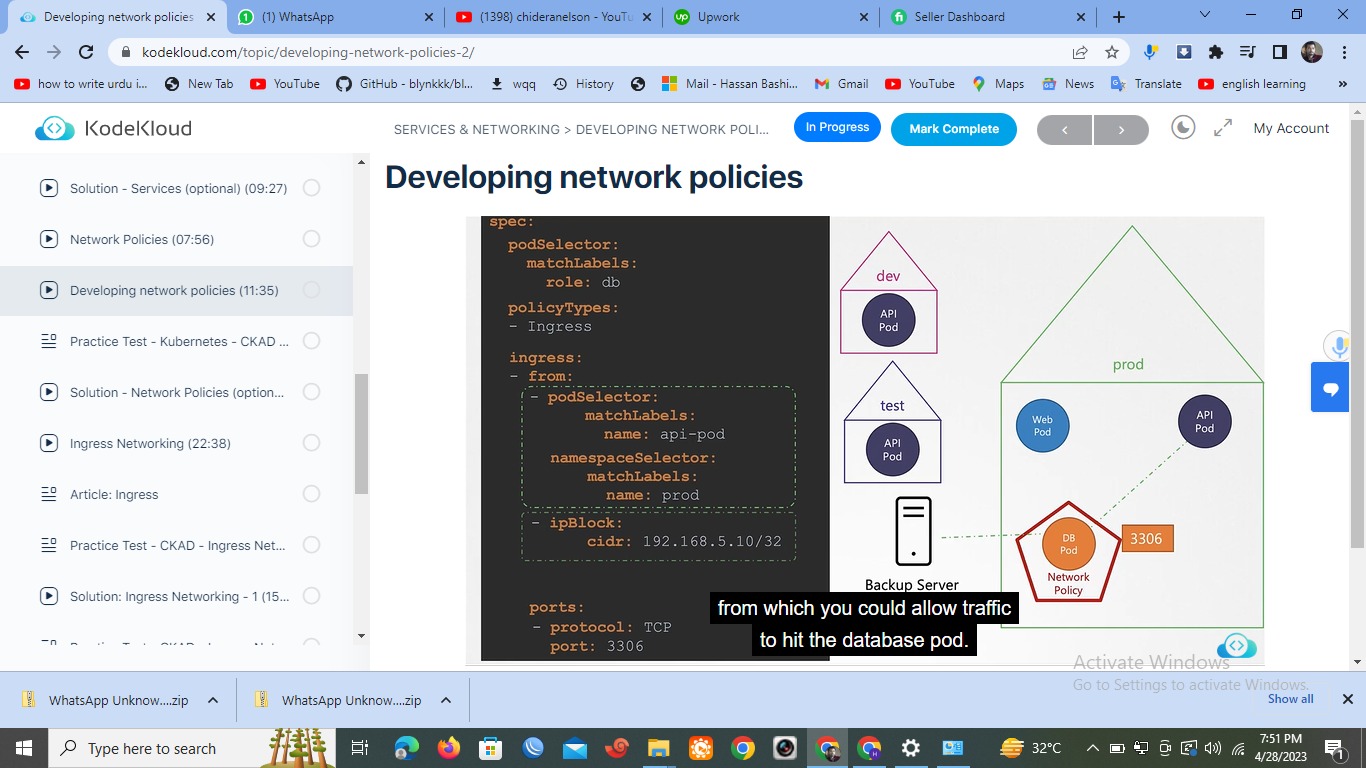 Developing network policies
(1) WhatsApp
(1398) chideranelson - YouTu
Upwork
Seller Dashboard
kodekloud.com/topic/developing-network-policies-2/
how to write urdu i...
New Tab
YouTube
GitHub - blynkkk/bl...
wqq
History
Mail - Hassan Bashi...
Gmail
YouTube
Maps
News
Translate
english learning
»
KodeKloud
SERVICES & NETWORKING > DEVELOPING NETWORK POLI...
In Progress
Mark Complete
My Account
Solution - Services (optional) (09:27)
Network Policies (07:56)
Developing network policies (11:35)
Practice Test - Kubernetes - CKAD ...
Solution - Network Policies (option...
Ingress Networking (22:38)
Article: Ingress
Practice Test - CKAD - Ingress Net...
Solution: Ingress Networking - 1 (15...
Developing network policies
spec:
podSelector:
matchLabels:
role: db
policyTypes:
- Ingress
ingress:
- from:
- podSelector:
matchLabels:
name: api-pod
namespaceSelector:
matchLabels:
name: prod
- ipBlock:
cidr: 192.168.5.10/32
ports:
- protocol: TCP
port: 3306
dev
API
Pod
test
API
Pod
Backup Server
prod
Web
Pod
API
Pod
DB
Pod
Network
Policy
3306
from which you could allow traffic
to hit the database pod.
Activate Windows
Go to Settings to activate Windows.
WhatsApp Unknow....zip
WhatsApp Unknow....zip
Show all
Type here to search
32°C
7:51 PM
4/28/2023
1